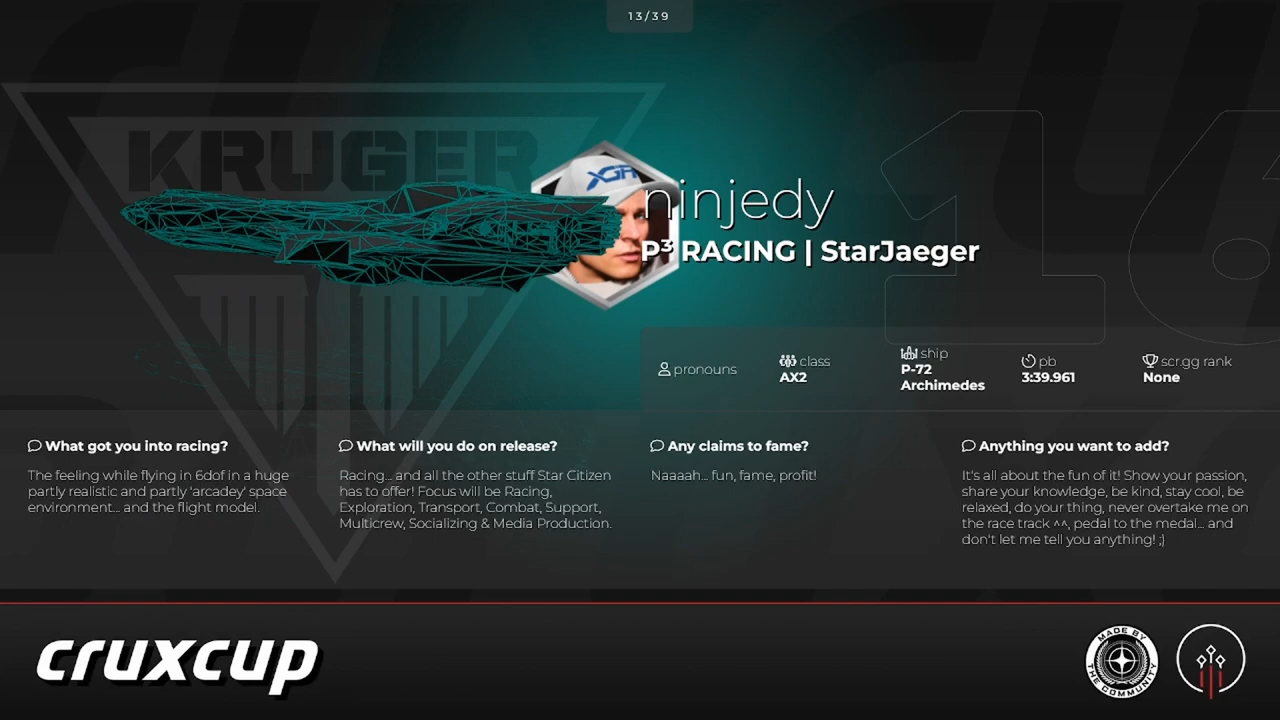 13/39
KRUGER
XGR
16
ninjedy
P³ RACING | StarJaeger
pronouns
class
AX2
ship
P-72
Archimedes
pb
3:39.961
scr.gg rank
None
What got you into racing?
The feeling while flying in 6dof in a huge
partly realistic and partly 'arcadey' space
environment... and the flight model.
What will you do on release?
Racing... and all the other stuff Star Citizen
has to offer! Focus will be Racing,
Exploration, Transport, Combat, Support,
Multicrew, Socializing & Media Production.
Any claims to fame?
Naaaah... fun, fame, profit!
Anything you want to add?
It's all about the fun of it! Show your passion,
share your knowledge, be kind, stay cool, be
relaxed, do your thing, never overtake me on
the race track ^^, pedal to the medal... and
don't let me tell you anything! ;)
cruxcup
MADE BY
THE COMMUNITY